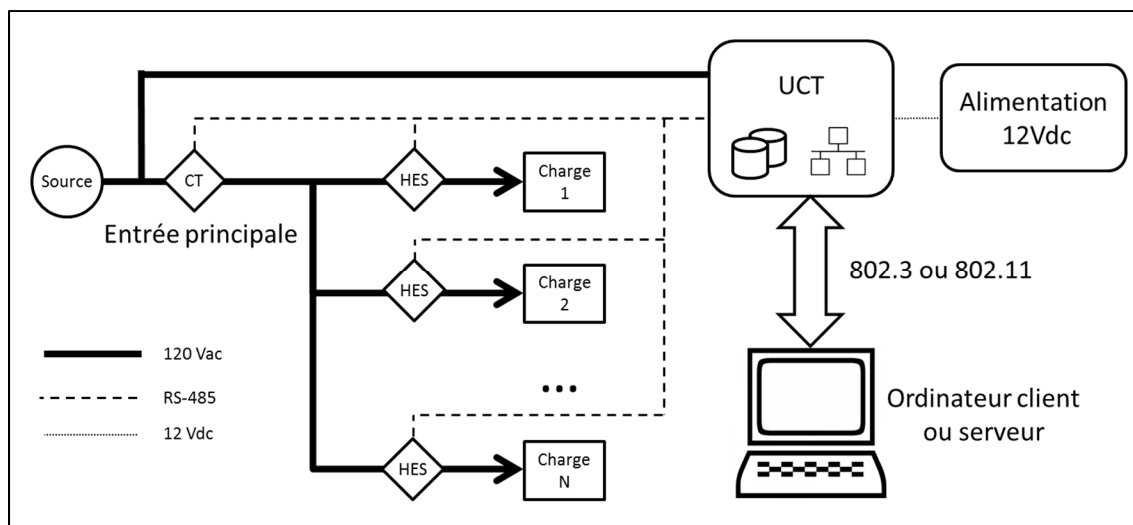 UCT
Alimentation
12Vdc
Source
CT
HES
Charge
1
Entrée principale
HES
Charge
2
802.3 ou 802.11
120 Vac
RS-485
12 Vdc
...
Ordinateur client
ou serveur
HES
Charge
N